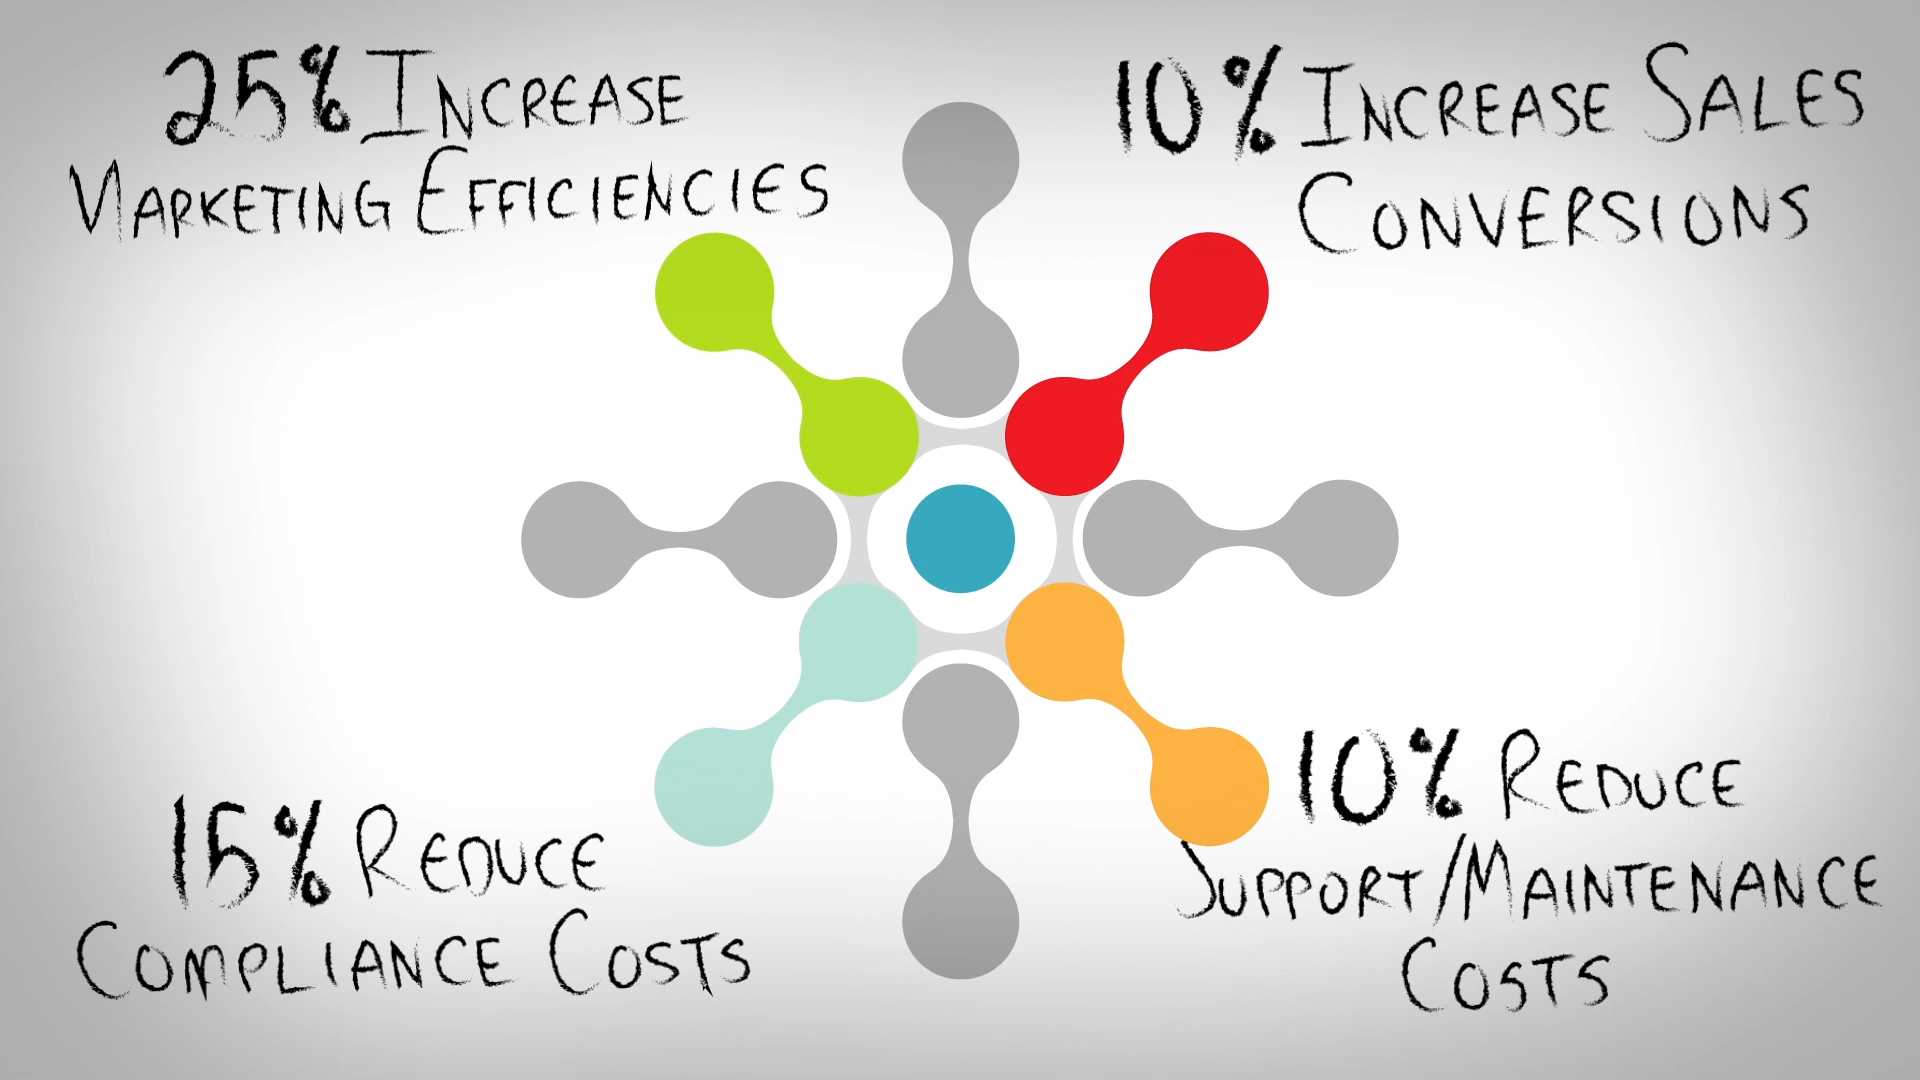 25% Increase
Marketing Efficiencies
10% Increase Sales
Conversions
15% Reduce
Compliance Costs
10% Reduce
Support/Maintenance
Costs